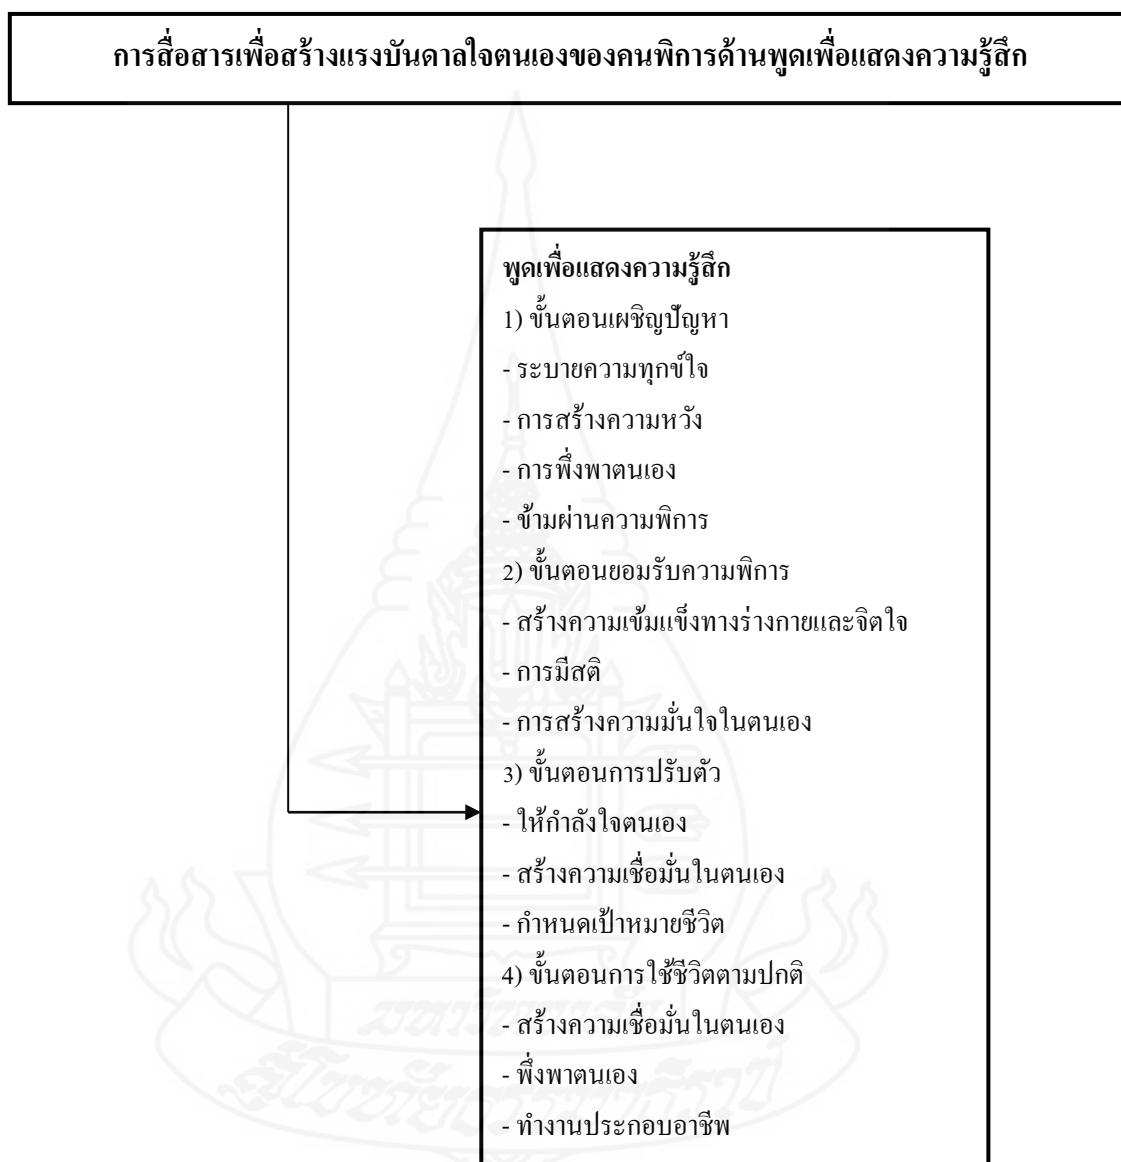 การสื่อสารเพื่อสร้างแรงบันดาลใจตนเองของคนพิการด้านพูดเพื่อแสดงความรู้สึก
พูดเพื่อแสดงความรู้สึก
1) ขั้นตอนเผชิญปัญหา
- ระบายความทุกข์ใจ
- การสร้างความหวัง
- การพึ่งพาตนเอง
- ข้ามผ่านความพิการ
2) ขั้นตอนยอมรับความพิการ
- สร้างความเข้มแข็งทางร่างกายและจิตใจ
- การมีสติ
- การสร้างความมั่นใจในตนเอง
3) ขั้นตอนการปรับตัว
- ให้กำลังใจตนเอง
- สร้างความเชื่อมั่นในตนเอง
- กำหนดเป้าหมายชีวิต
4) ขั้นตอนการใช้ชีวิตตามปกติ
- สร้างความเชื่อมั่นในตนเอง
- พึ่งพาตนเอง
- ทำงานประกอบอาชีพ